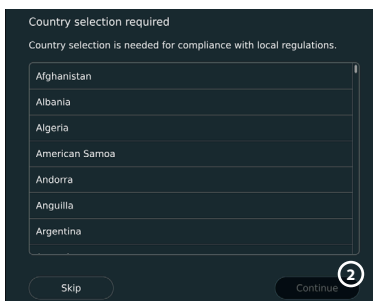 Country selection required
Country selection is needed for compliance with local regulations.
Afghanistan
Albania
Algeria
American Samoa
Andorra
Anguilla
Argentina
Skip
Continue
2